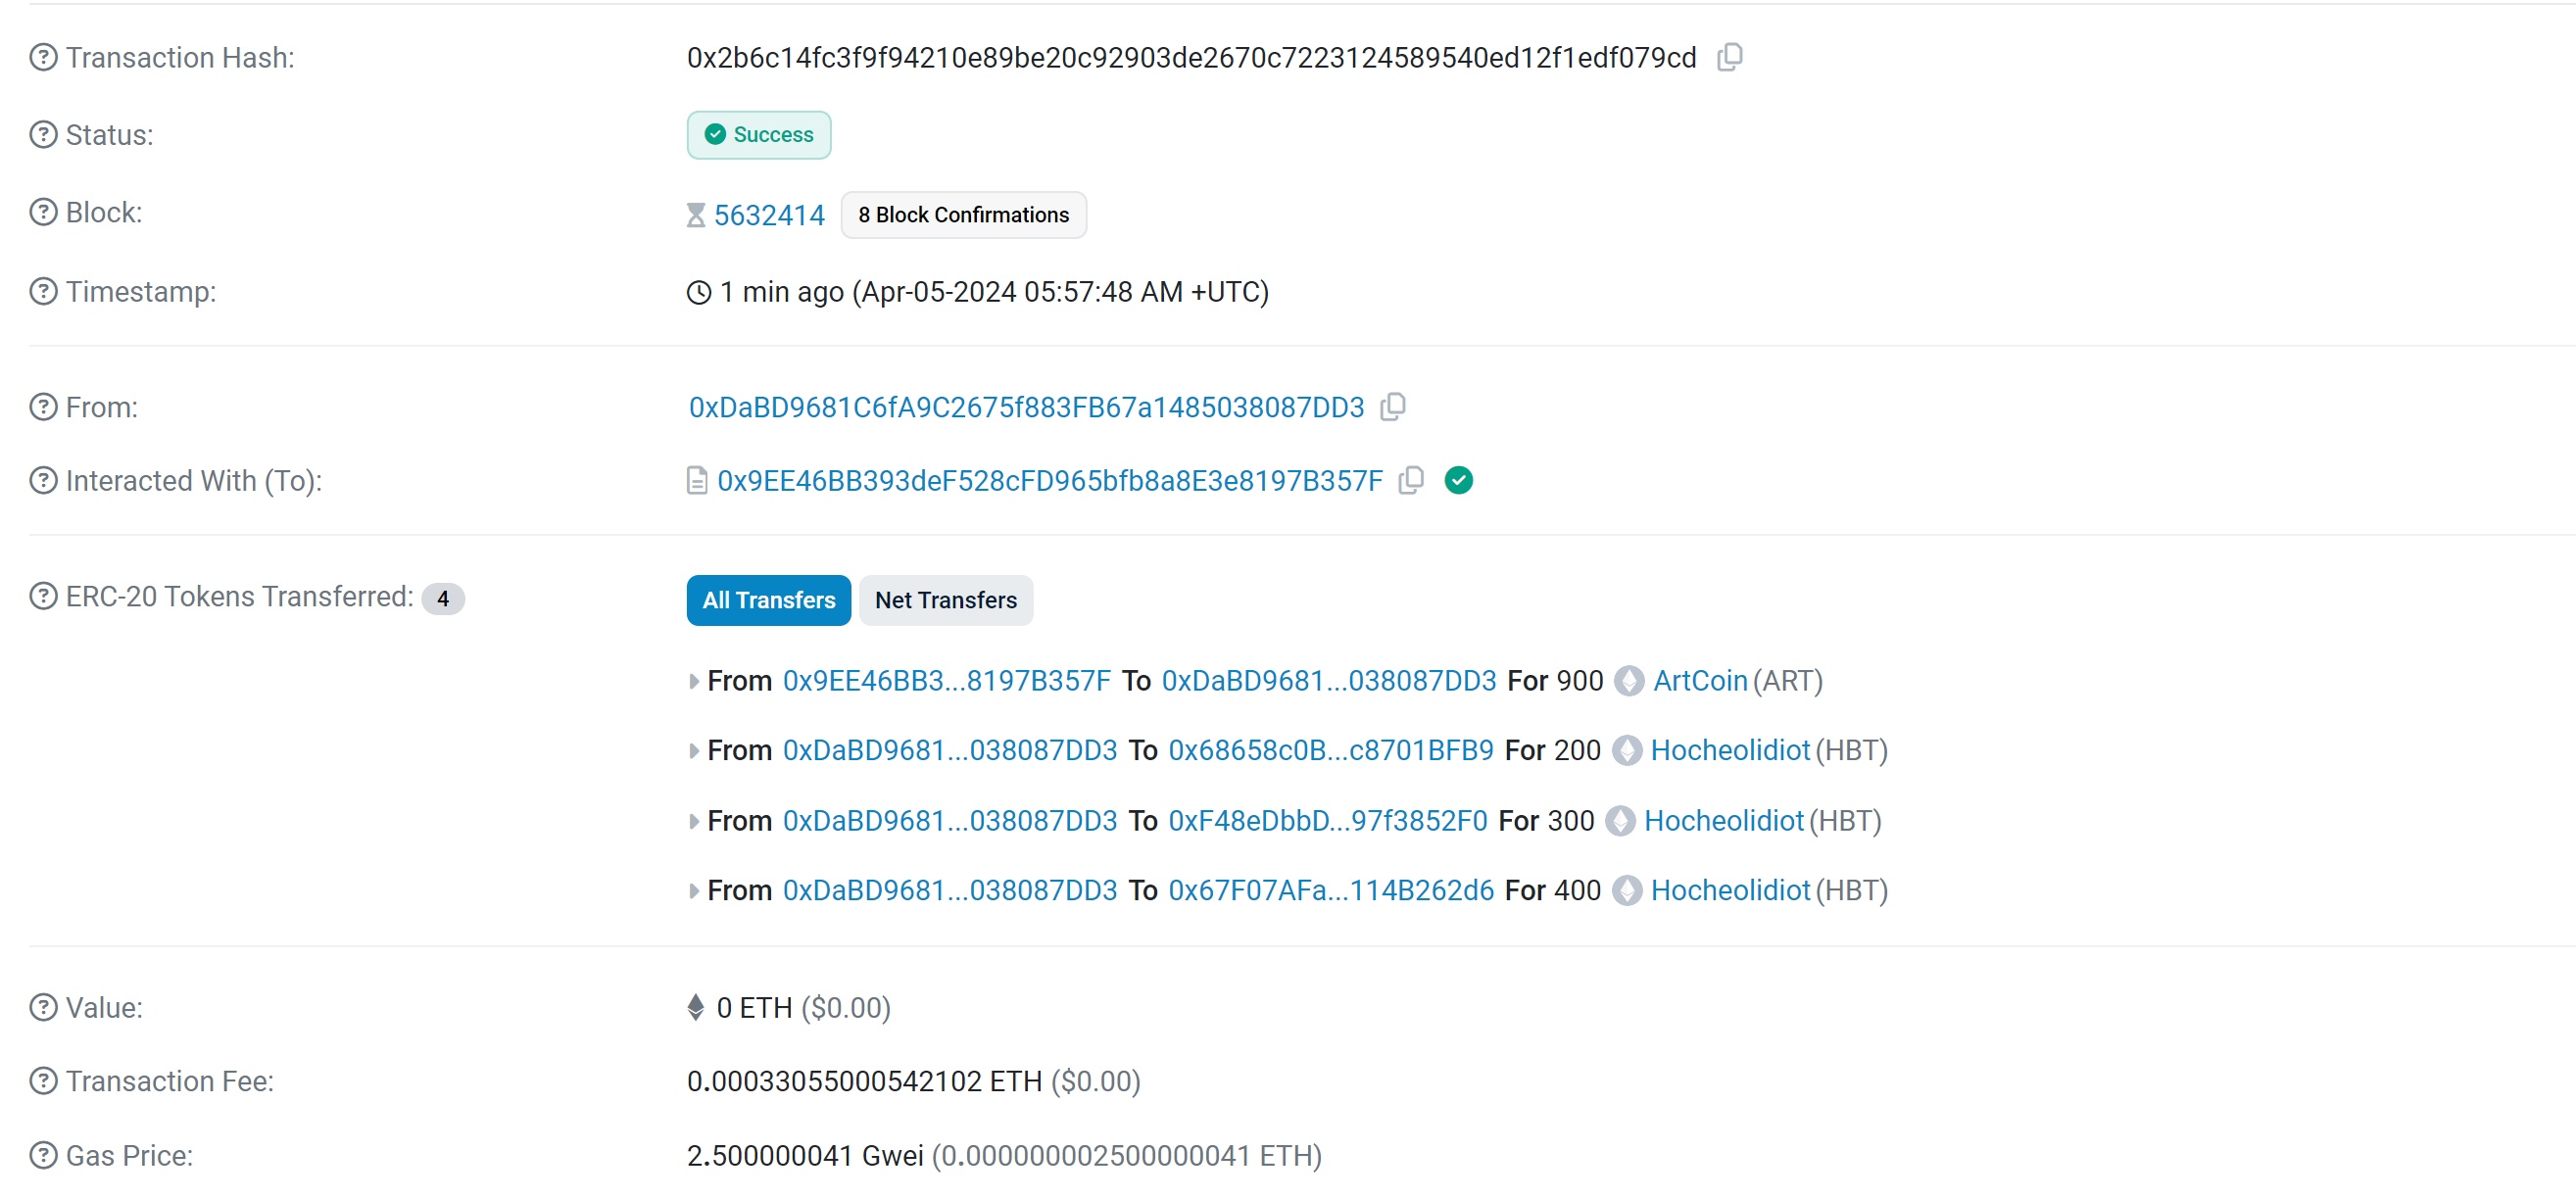 Transaction Hash: 0x2b6c14fc3f9f94210e89be20c92903de2670c7223124589540ed12f1edf079cd
Status: Success
Block: 5632414 8 Block Confirmations
Timestamp: 1 min ago (Apr-05-2024 05:57:48 AM +UTC)
From: 0xDaBD9681C6fA9C2675f883FB67a1485038087DD3
Interacted With (To): 0x9EE46BB393deF528cFD965bfb8a8E3e8197B357F
ERC-20 Tokens Transferred: 4 All Transfers Net Transfers
From 0x9EE46BB3...8197B357F To 0xDaBD9681...038087DD3 For 900 ArtCoin (ART)
From 0xDaBD9681...038087DD3 To 0x68658c0B...c8701BFB9 For 200 Hocheolidiot (HBT)
From 0xDaBD9681...038087DD3 To 0xF48eDbbD...97f3852F0 For 300 Hocheolidiot (HBT)
From 0xDaBD9681...038087DD3 To 0x67F07AFa...114B262d6 For 400 Hocheolidiot (HBT)
Value: 0 ETH ($0.00)
Transaction Fee: 0.00033055000542102 ETH ($0.00)
Gas Price: 2.500000041 Gwei (0.000000002500000041 ETH)